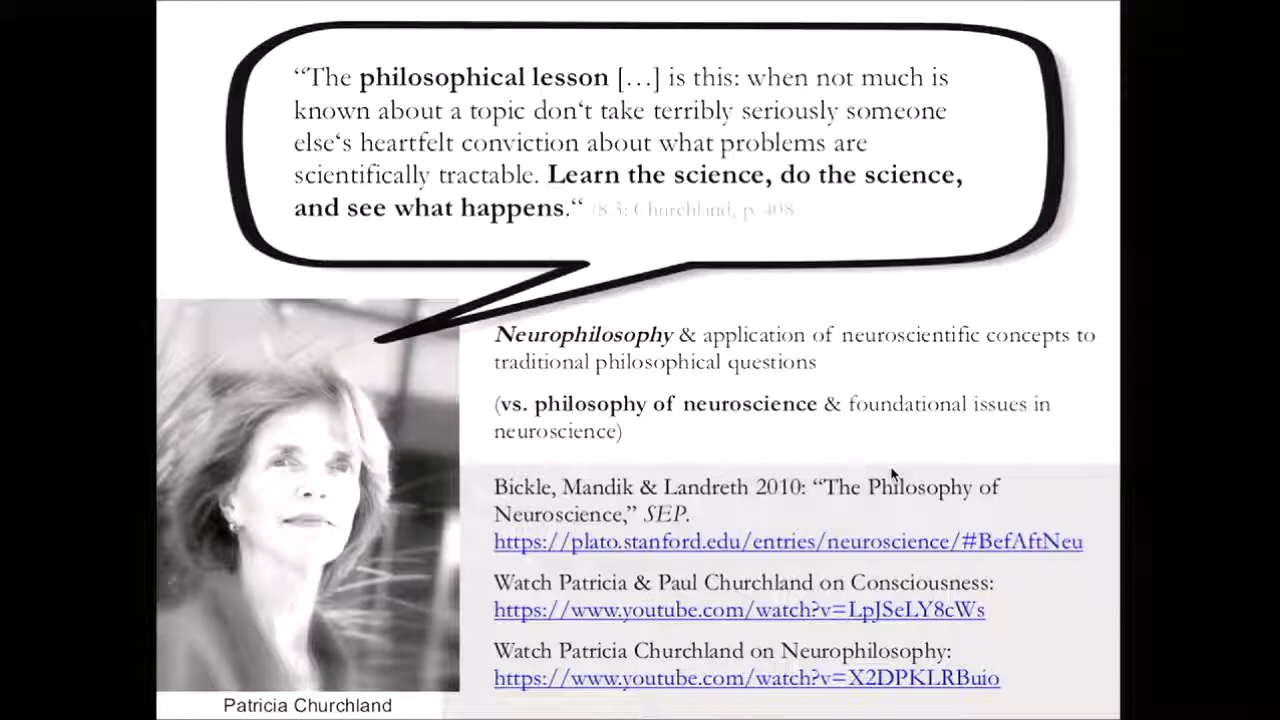 “The philosophical lesson […] is this: when not much is
known about a topic don‘t take terribly seriously someone
else‘s heartfelt conviction about what problems are
scientifically tractable. Learn the science, do the science,
and see what happens.“ (8.3: Churchland, p. 408
Neurophilosophy & application of neuroscientific concepts to
traditional philosophical questions
(vs. philosophy of neuroscience & foundational issues in
neuroscience)
Bickle, Mandik & Landreth 2010: “The Philosophy of
Neuroscience,” SEP.
https://plato.stanford.edu/entries/neuroscience/#BefAftNeu
Watch Patricia & Paul Churchland on Consciousness:
https://www.youtube.com/watch?v=LpJSeLY8cWs
Watch Patricia Churchland on Neurophilosophy:
https://www.youtube.com/watch?v=X2DPKLRBuio
Patricia Churchland